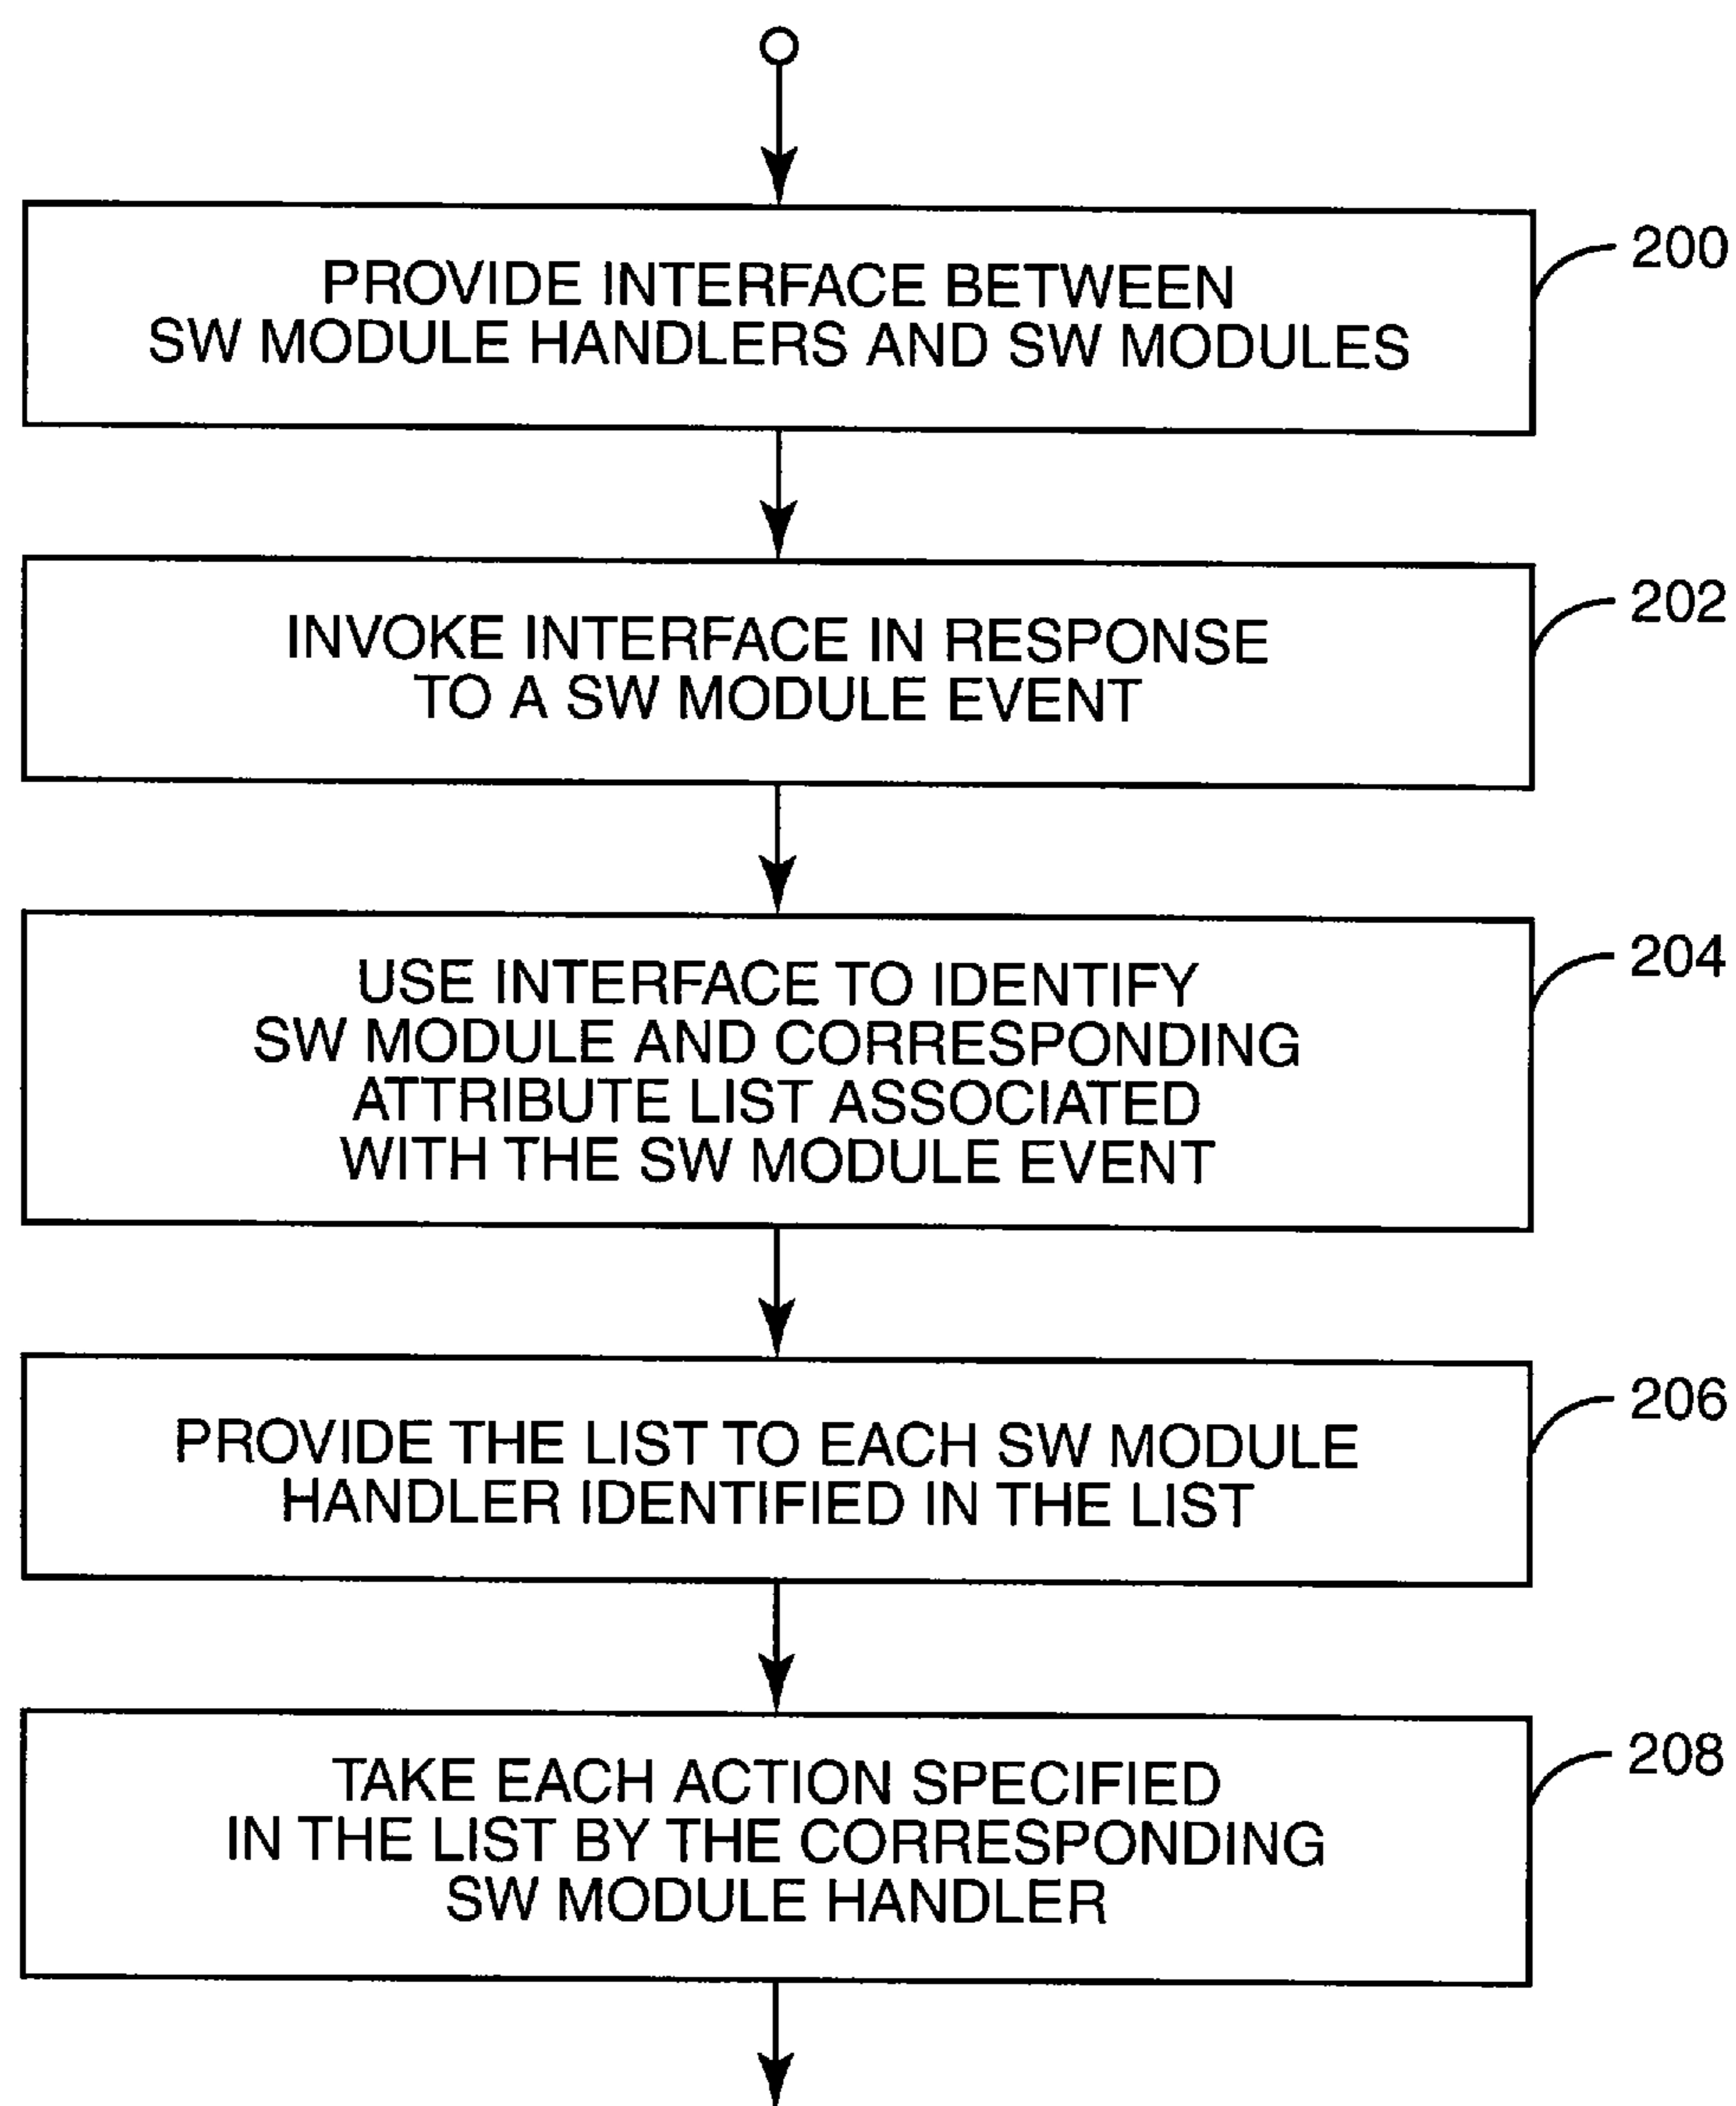 PROVIDE INTERFACE BETWEEN
SW MODULE HANDLERS AND SW MODULES
200
INVOKE INTERFACE IN RESPONSE
TO A SW MODULE EVENT
202
USE INTERFACE TO IDENTIFY
SW MODULE AND CORRESPONDING
ATTRIBUTE LIST ASSOCIATED
WITH THE SW MODULE EVENT
204
PROVIDE THE LIST TO EACH SW MODULE
HANDLER IDENTIFIED IN THE LIST
206
TAKE EACH ACTION SPECIFIED
IN THE LIST BY THE CORRESPONDING
SW MODULE HANDLER
208